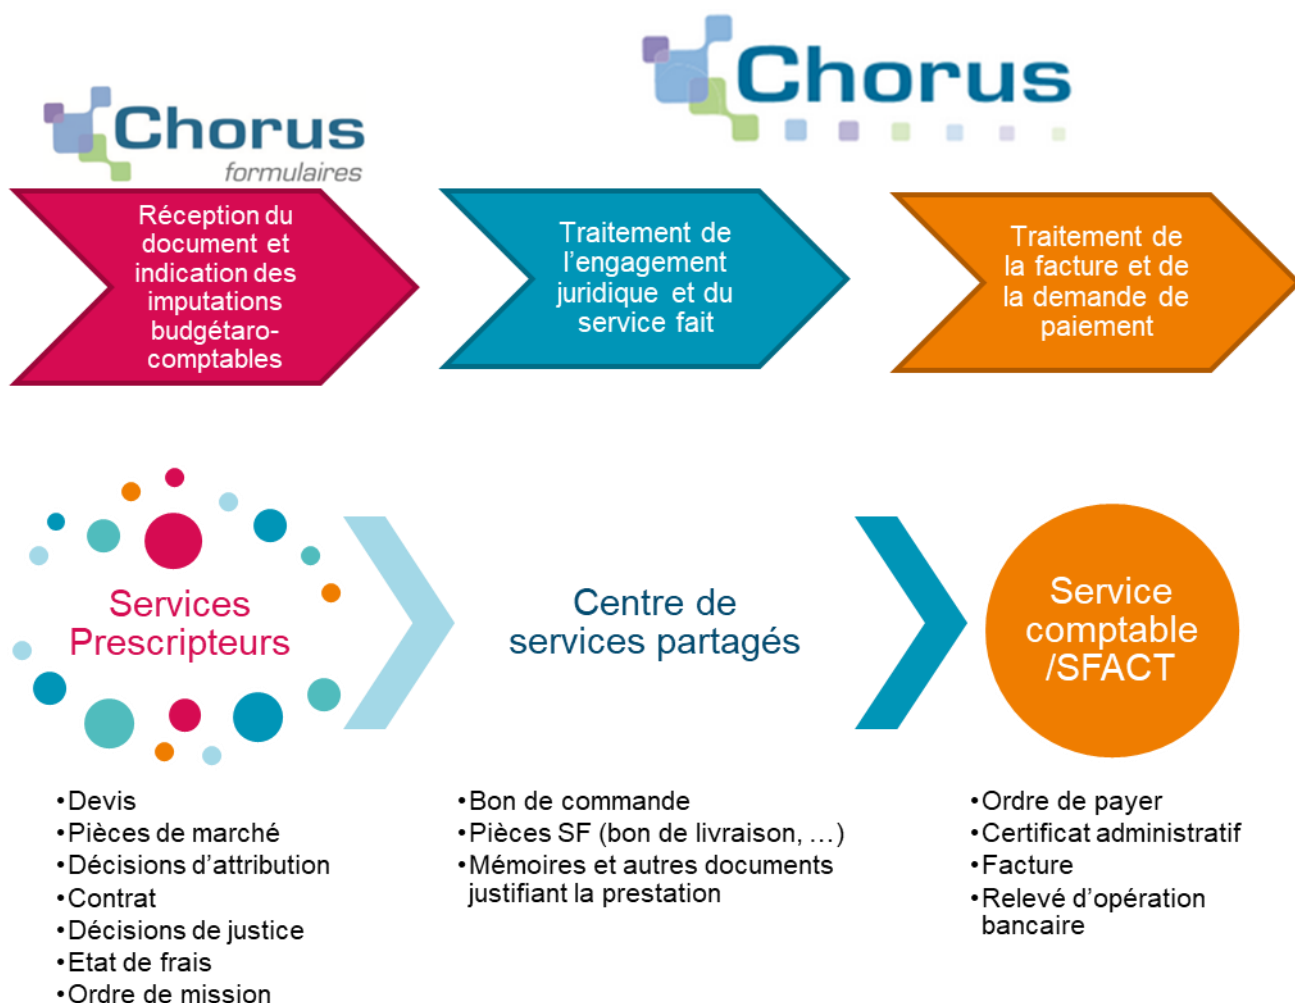 Chorus
formulaires
Chorus
Réception du
document et
indication des
imputations
budgétaro-
comptables
Traitement de
l'engagement
juridique et du
service fait
Traitement de
la facture et de
la demande de
paiement
Services
Prescripteurs
Centre de
services partagés
Service
comptable
/SFACT
•Devis
•Pièces de marché
•Décisions d'attribution
•Contrat
•Décisions de justice
•Etat de frais
•Ordre de mission
•Bon de commande
•Pièces SF (bon de livraison, …)
•Mémoires et autres documents
justifiant la prestation
•Ordre de payer
•Certificat administratif
•Facture
•Relevé d'opération
bancaire